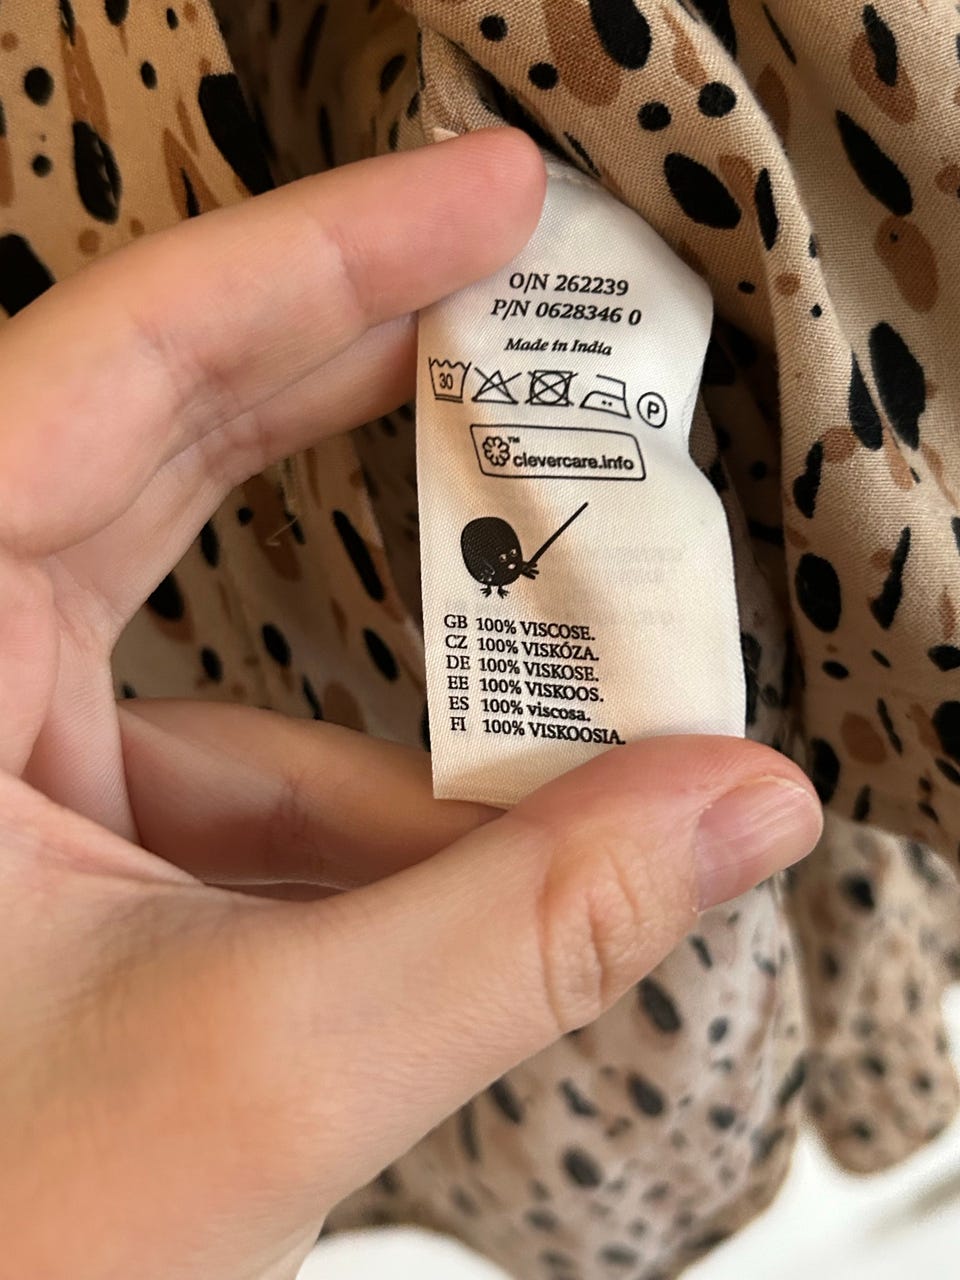 O/N 262239
P/N 0628346 0
Made in India
30 P
™ clevercare.info
GB 100% VISCOSE.
CZ 100% VISKÓZA.
DE 100% VISKOSE.
EE 100% VISKOOS.
ES 100% viscosa.
FI 100% VISKOOSIA.